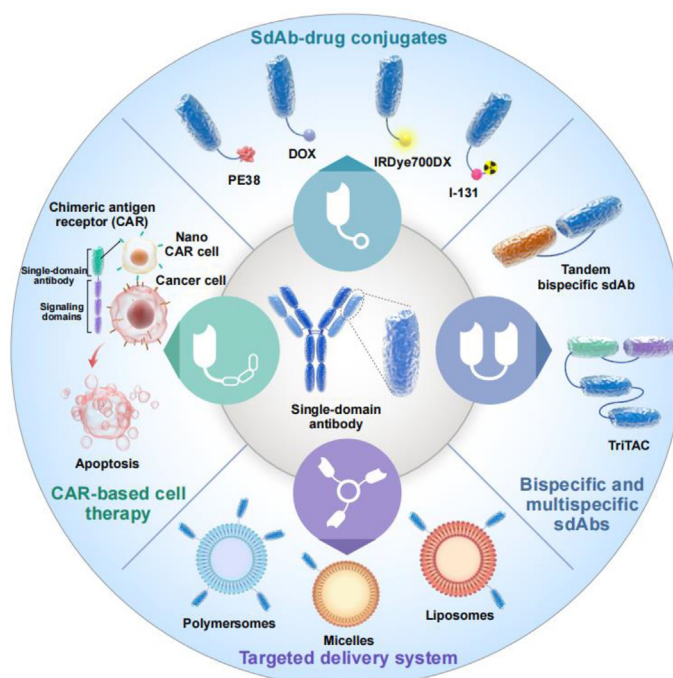 SdAb-drug conjugates
PE38
DOX
IRDye700DX
I-131
Chimeric antigen
receptor (CAR)
Nano
CAR cell
Single-domain
antibody
Cancer cell
Signaling
domains
Apoptosis
CAR-based cell
therapy
Single-domain
antibody
Tandem
bispecific sdAb
TriTAC
Bispecific and
multispecific
sdAbs
Polymersomes
Micelles
Liposomes
Targeted delivery system